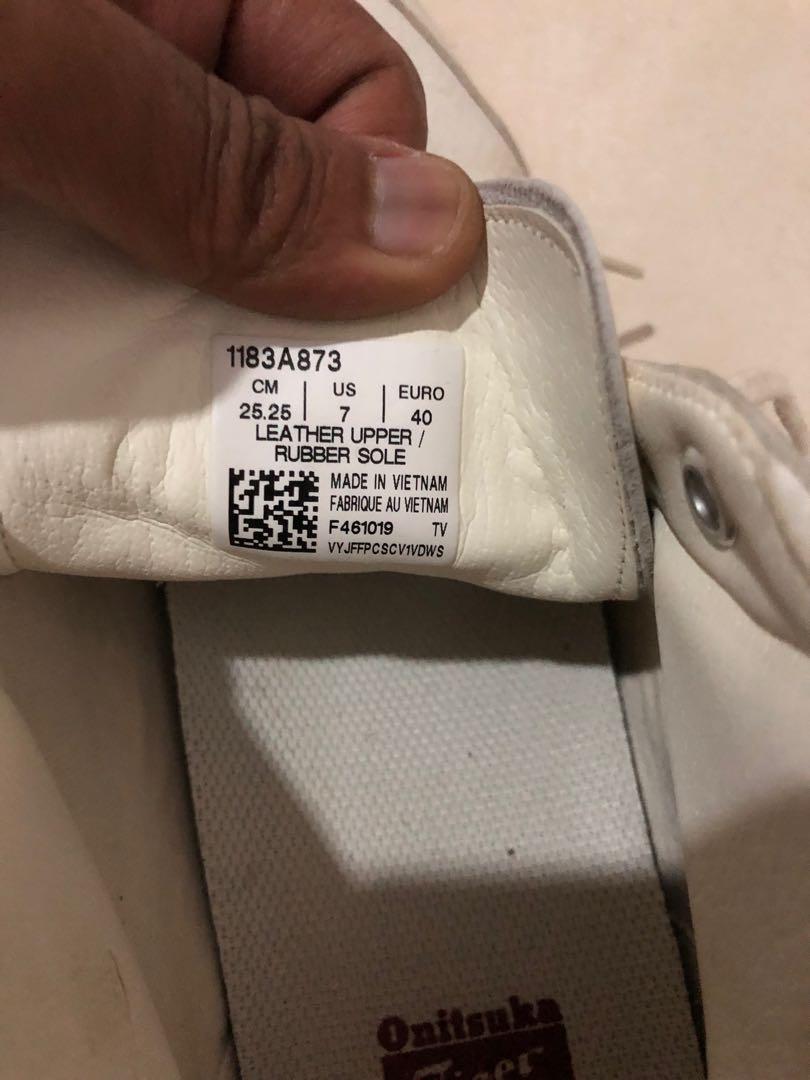 1183A873
CM | US | EURO
25.25 | 7 | 40
LEATHER UPPER /
RUBBER SOLE
MADE IN VIETNAM
FABRIQUE AU VIETNAM
F461019 TV
VYJFFPCSCV1VDWS
Onitsuka
Tiger